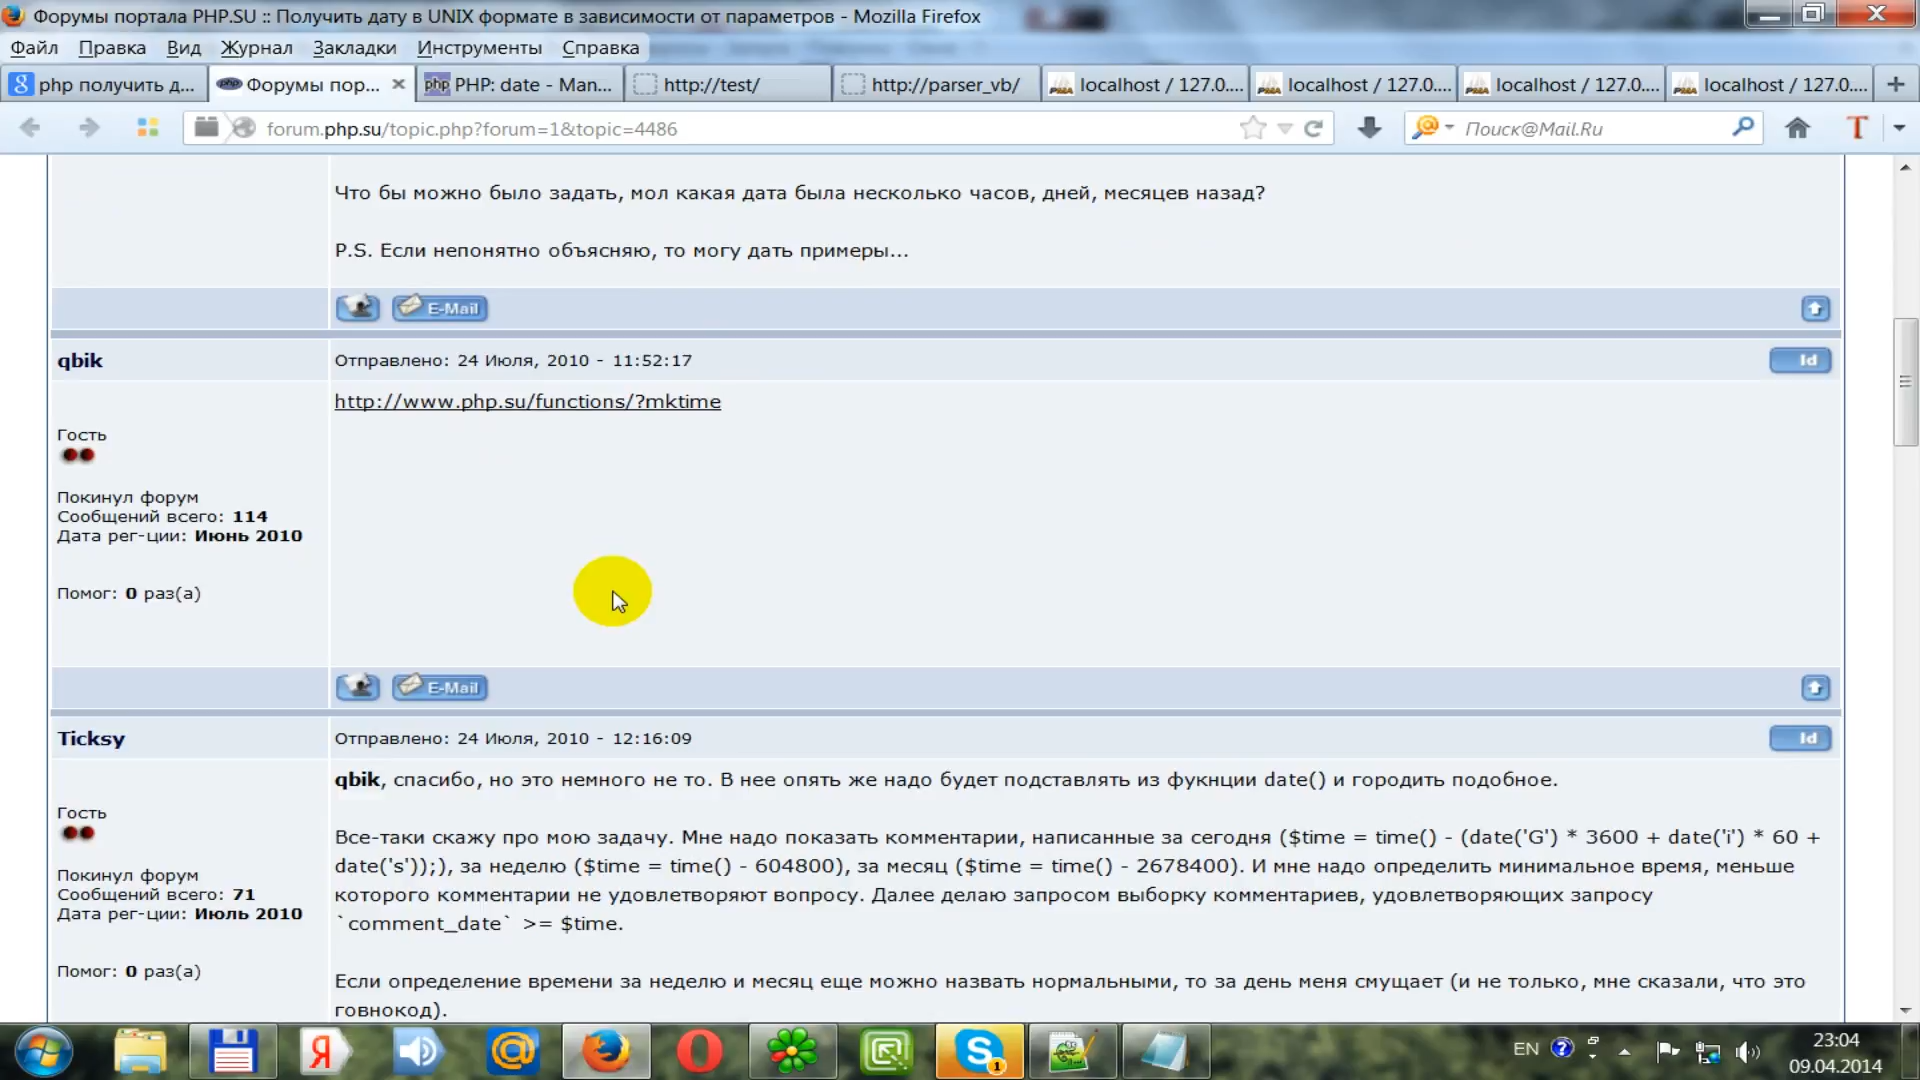 Форумы портала PHP.SU :: Получить дату в UNIX формате в зависимости от параметров - Mozilla Firefox
Файл Правка Вид Журнал Закладки Инструменты Справка
php получить д... Форумы пор... PHP: date - Man... http://test/ http://parser_vb/ localhost / 127.0.... localhost / 127.0.... localhost / 127.0.... localhost / 127.0....
forum.php.su/topic.php?forum=1&topic=4486 Поиск@Mail.Ru
Что бы можно было задать, мол какая дата была несколько часов, дней, месяцев назад?
P.S. Если непонятно объясняю, то могу дать примеры...
E-Mail
qbik Отправлено: 24 Июля, 2010 - 11:52:17 Id
http://www.php.su/functions/?mktime
Гость
Покинул форум
Сообщений всего: 114
Дата рег-ции: Июнь 2010
Помог: 0 раз(а)
E-Mail
Ticksy Отправлено: 24 Июля, 2010 - 12:16:09 Id
qbik, спасибо, но это немного не то. В нее опять же надо будет подставлять из фукнции date() и городить подобное.
Гость
Все-таки скажу про мою задачу. Мне надо показать комментарии, написанные за сегодня ($time = time() - (date('G') * 3600 + date('i') * 60 +
date('s'));), за неделю ($time = time() - 604800), за месяц ($time = time() - 2678400). И мне надо определить минимальное время, меньше
которого комментарии не удовлетворяют вопросу. Далее делаю запросом выборку комментариев, удовлетворяющих запросу
`comment_date` >= $time.
Покинул форум
Сообщений всего: 71
Дата рег-ции: Июль 2010
Помог: 0 раз(а)
Если определение времени за неделю и месяц еще можно назвать нормальными, то за день меня смущает (и не только, мне сказали, что это
говнокод).
EN 23:04
09.04.2014